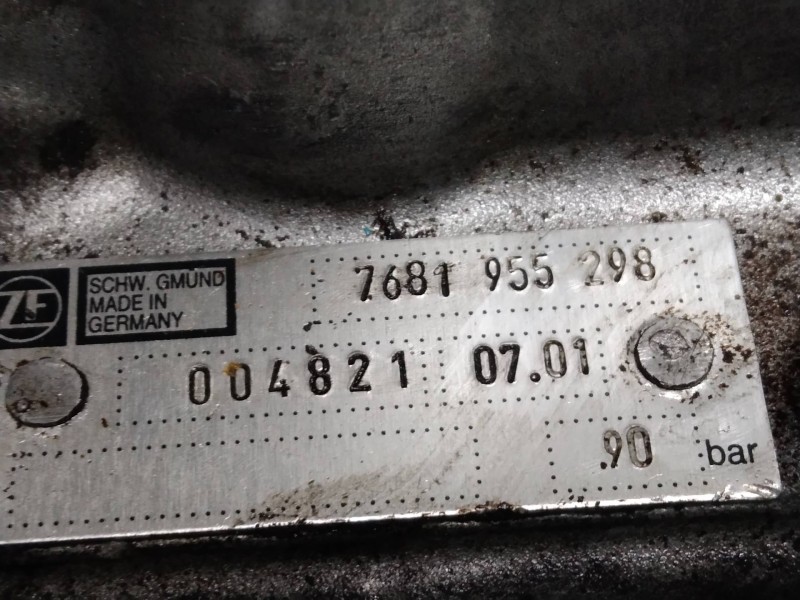 ZF
SCHW. GMÜND
MADE IN
GERMANY
7681 955 298
004821 07.01
.90 bar